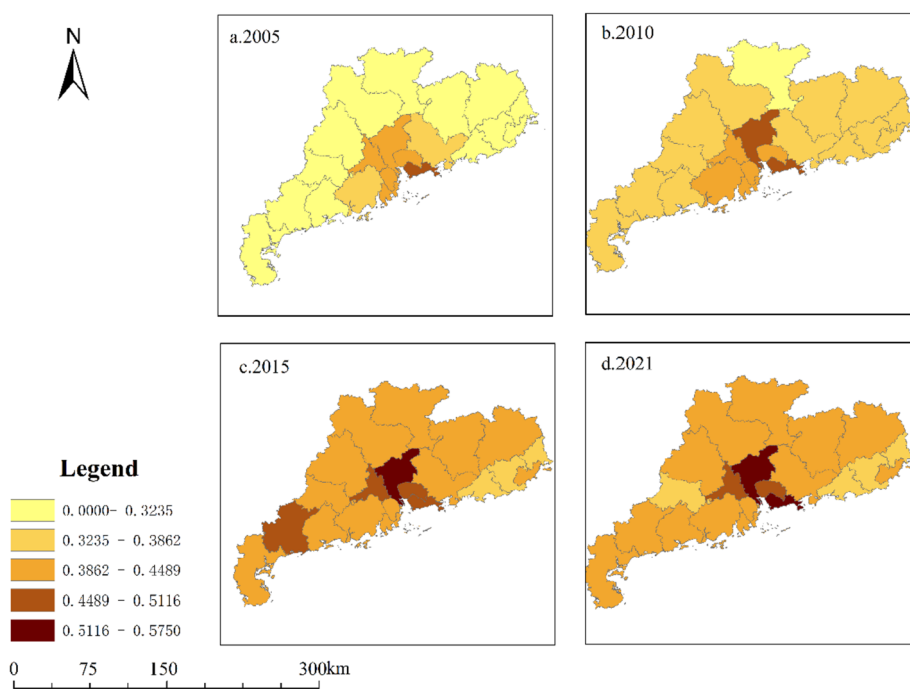 N
a.2005
b.2010
c.2015
d.2021
Legend
0.0000- 0.3235
0.3235 - 0.3862
0.3862 - 0.4489
0.4489 - 0.5116
0.5116 - 0.5750
0 75 150 300km